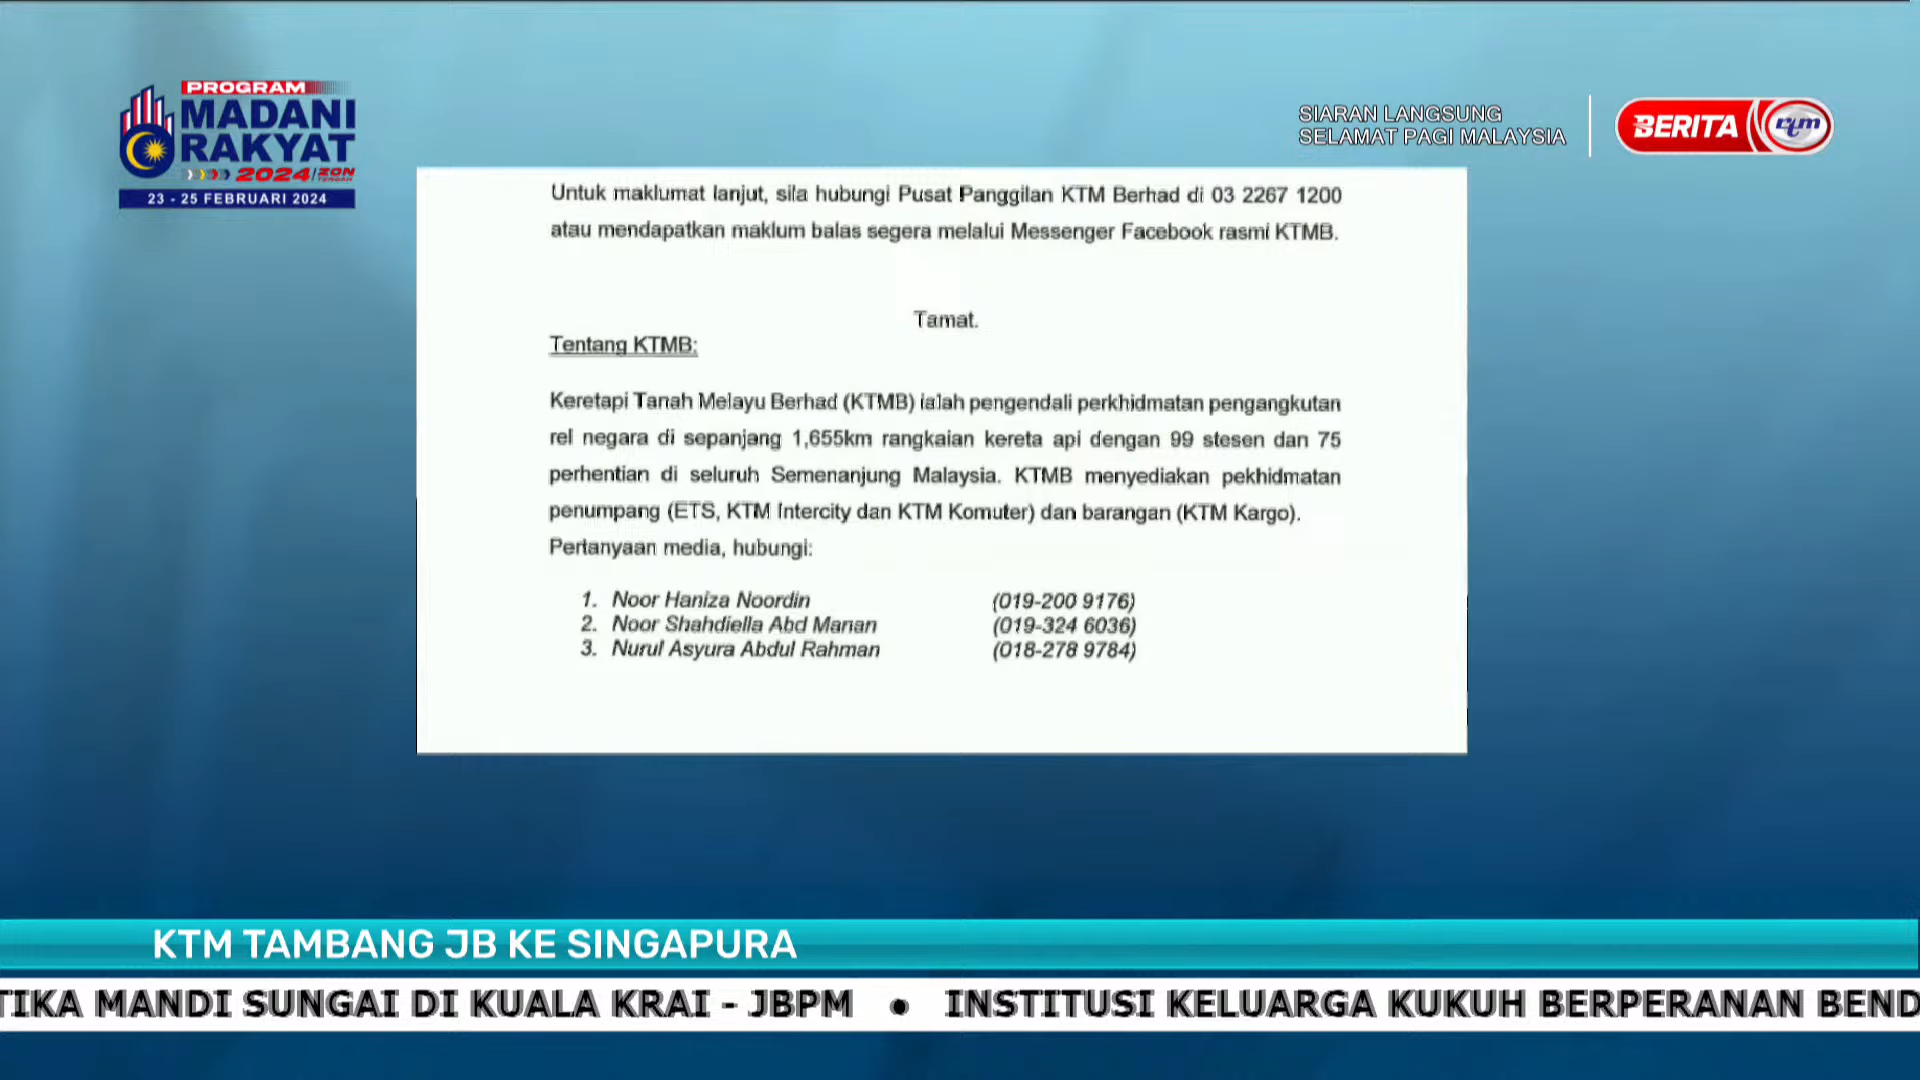 PROGRAM
MADANI
RAKYAT
2024/ZON TENGAH
23 - 25 FEBRUARI 2024
SIARAN LANGSUNG
SELAMAT PAGI MALAYSIA
BERITA rtm
Untuk maklumat lanjut, sila hubungi Pusat Panggilan KTM Berhad di 03 2267 1200
atau mendapatkan maklum balas segera melalui Messenger Facebook rasmi KTMB.
Tamat.
Tentang KTMB:
Keretapi Tanah Melayu Berhad (KTMB) ialah pengendali perkhidmatan pengangkutan
rel negara di sepanjang 1,655km rangkaian kereta api dengan 99 stesen dan 75
perhentian di seluruh Semenanjung Malaysia. KTMB menyediakan pekhidmatan
penumpang (ETS, KTM Intercity dan KTM Komuter) dan barangan (KTM Kargo).
Pertanyaan media, hubungi:
1. Noor Haniza Noordin (019-200 9176)
2. Noor Shahdiella Abd Manan (019-324 6036)
3. Nurul Asyura Abdul Rahman (018-278 9784)
KTM TAMBANG JB KE SINGAPURA
TIKA MANDI SUNGAI DI KUALA KRAI - JBPM • INSTITUSI KELUARGA KUKUH BERPERANAN BEND